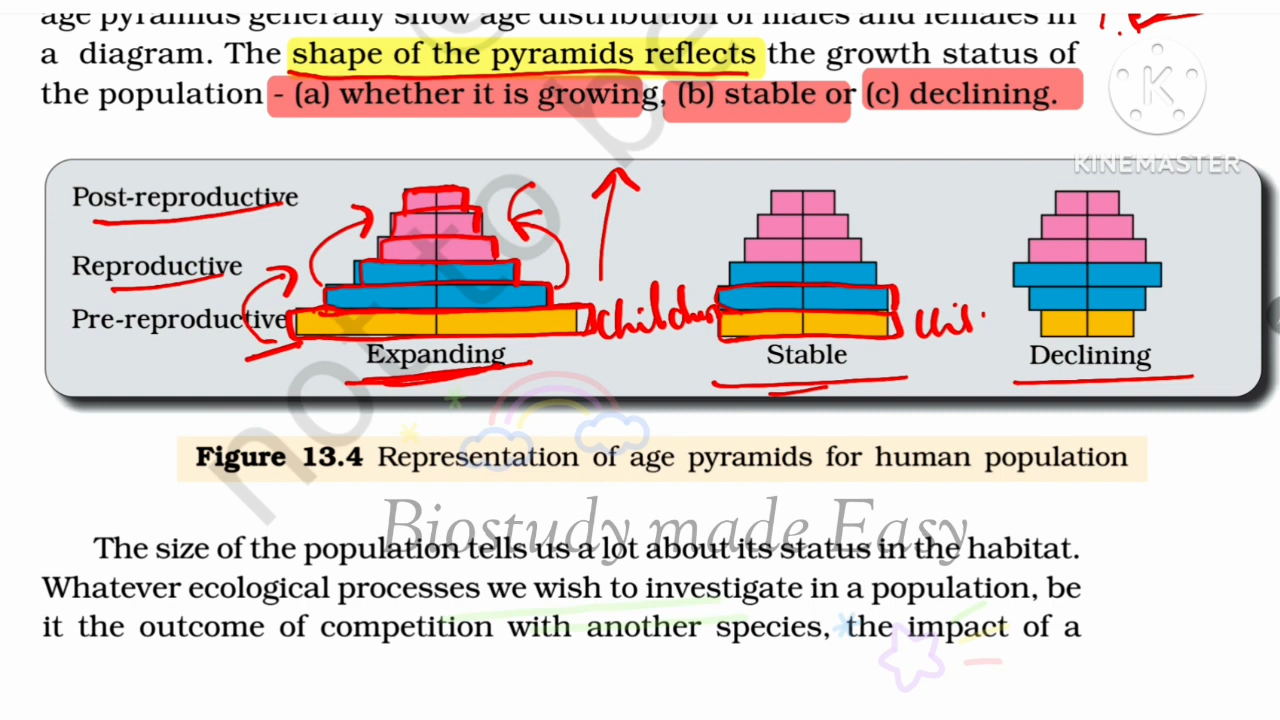 age pyramids generally show age distribution of males and females in
a diagram. The shape of the pyramids reflects the growth status of
the population - (a) whether it is growing, (b) stable or (c) declining.
K
KINEMASTER
Post-reproductive
Reproductive
Pre-reproductive
children
chil.
Expanding
Stable
Declining
not to be
Figure 13.4 Representation of age pyramids for human population
Biostudy made Easy
The size of the population tells us a lot about its status in the habitat.
Whatever ecological processes we wish to investigate in a population, be
it the outcome of competition with another species, the impact of a